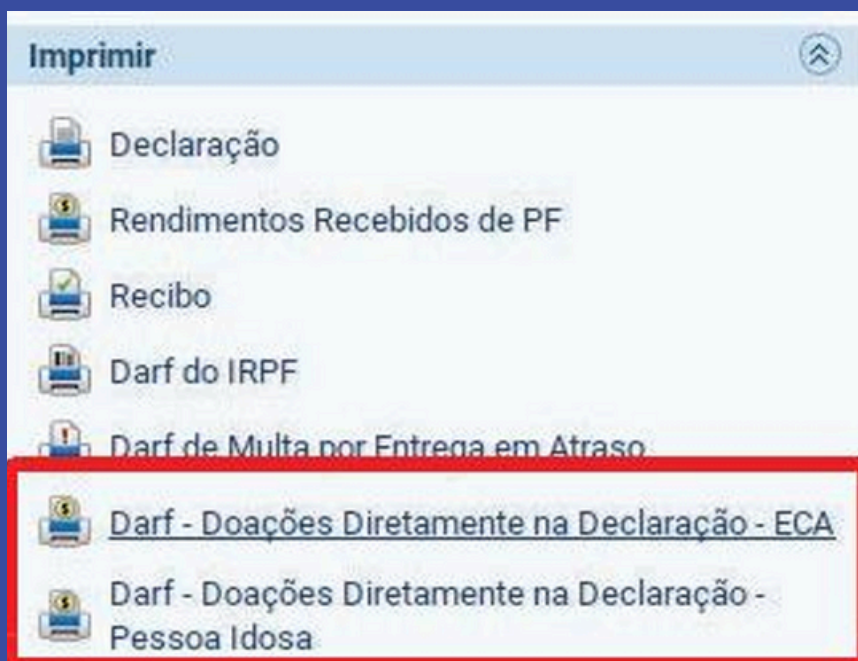 Imprimir
Declaração
Rendimentos Recebidos de PF
Recibo
Darf do IRPF
Darf de Multa por Entrega em Atraso
Darf - Doações Diretamente na Declaração - ECA
Darf - Doações Diretamente na Declaração -
Pessoa Idosa